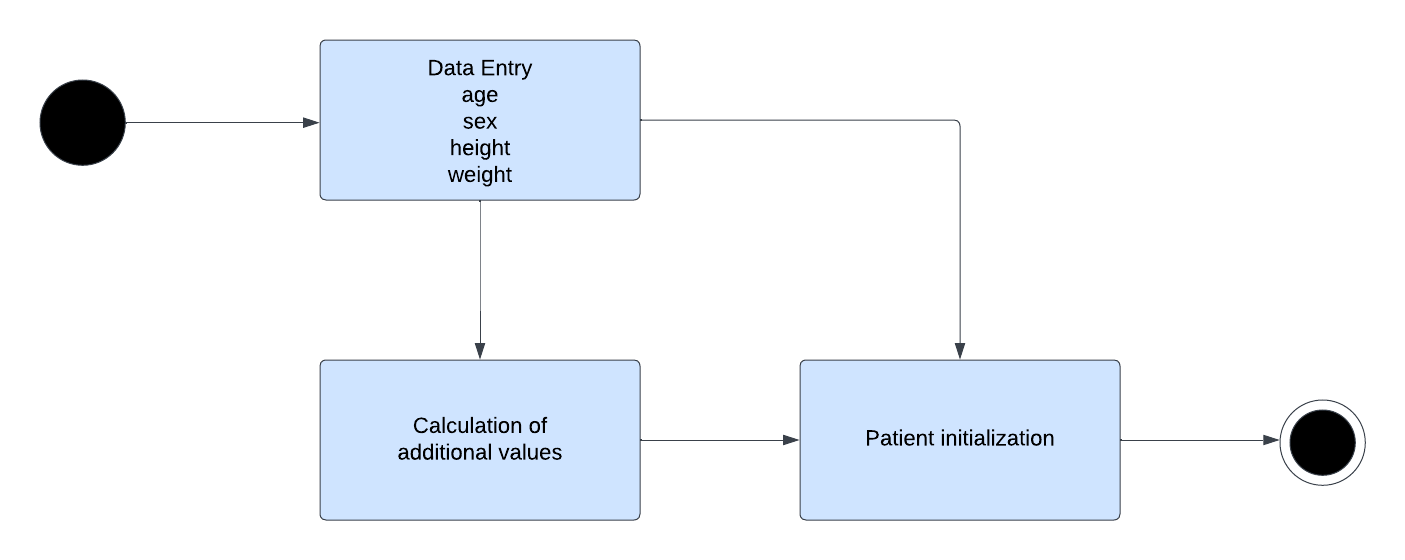 Data Entry
age
sex
height
weight
Calculation of
additional values
Patient initialization